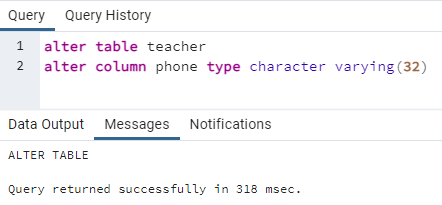 Query Query History
1 alter table teacher
2 alter column phone type character varying(32)
Data Output Messages Notifications
ALTER TABLE
Query returned successfully in 318 msec.